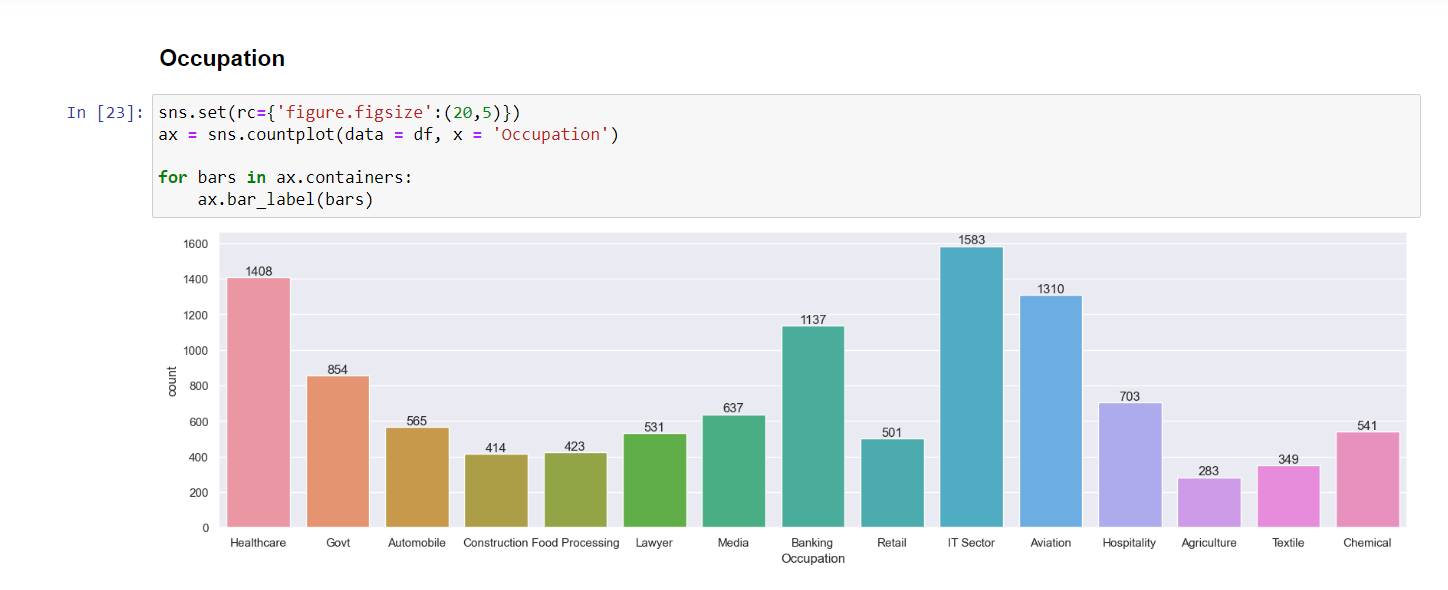 Occupation
In [23]:
sns.set(rc={'figure.figsize':(20,5)})
ax = sns.countplot(data = df, x = 'Occupation')
for bars in ax.containers:
    ax.bar_label(bars)
1600
1400
1200
1000
800
600
400
200
0
count
1408
854
565
414
423
531
637
1137
501
1583
1310
703
283
349
541
Healthcare
Govt
Automobile
Construction
Food Processing
Lawyer
Media
Banking
Retail
IT Sector
Aviation
Hospitality
Agriculture
Textile
Chemical
Occupation